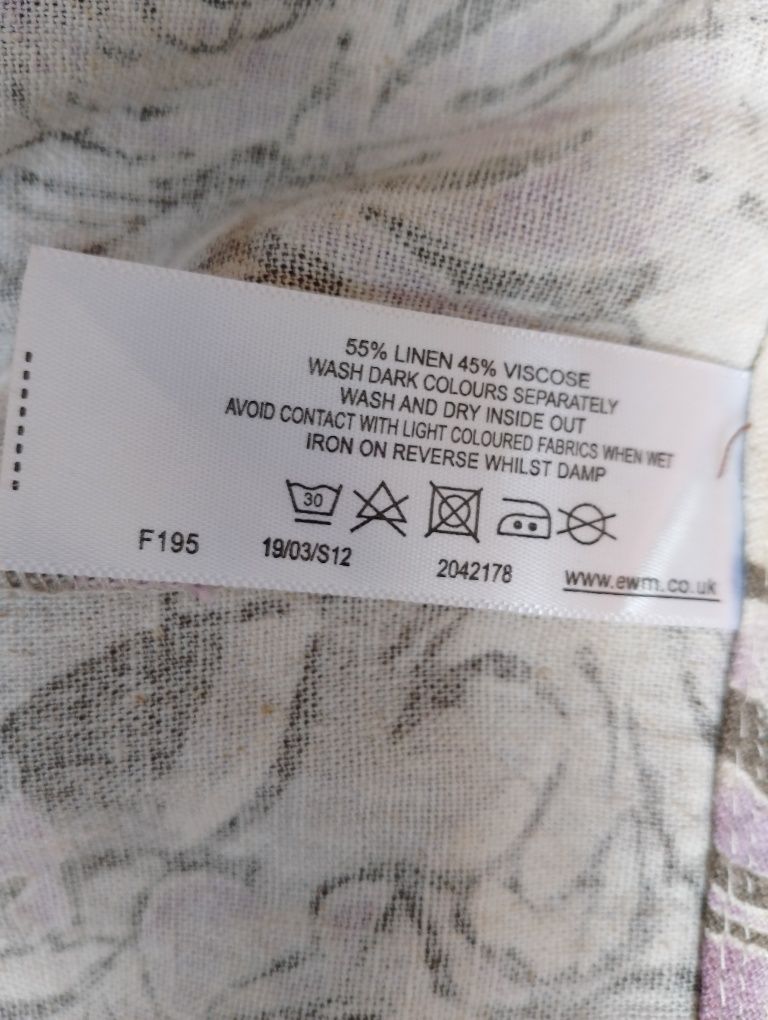 55% LINEN 45% VISCOSE
WASH DARK COLOURS SEPARATELY
WASH AND DRY INSIDE OUT
AVOID CONTACT WITH LIGHT COLOURED FABRICS WHEN WET
IRON ON REVERSE WHILST DAMP
30
F195 19/03/S12 2042178 www.ewm.co.uk